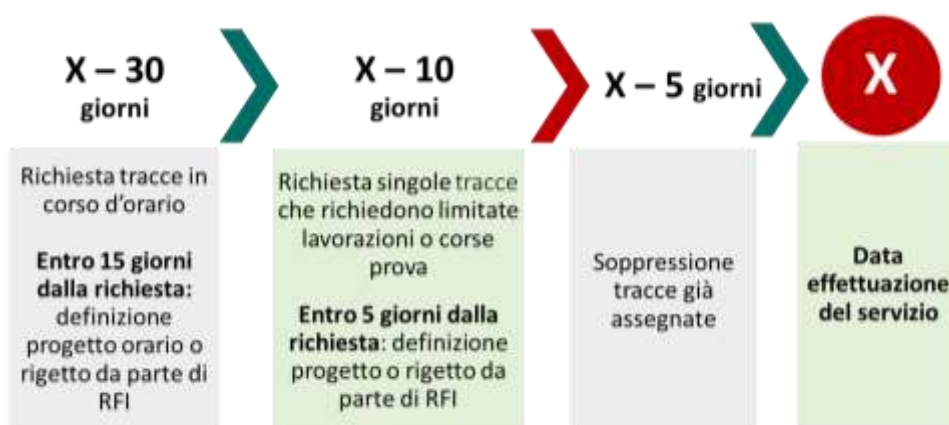 X – 30
giorni
Richiesta tracce in
corso d'orario
Entro 15 giorni
dalla richiesta:
definizione
progetto orario o
rigetto da parte di
RFI
X – 10
giorni
Richiesta singole tracce
che richiedono limitate
lavorazioni o corse
prova
Entro 5 giorni dalla
richiesta: definizione
progetto o rigetto da
parte di RFI
X – 5 giorni
Soppressione
tracce già
assegnate
X
Data
effettuazione
del servizio